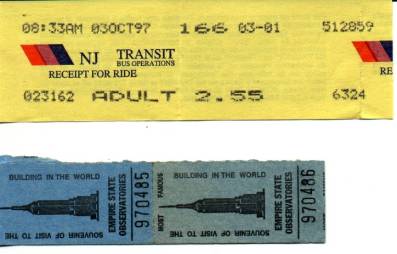 08:33AM 03OCT97 166 03-01 512859
NJ TRANSIT
BUS OPERATIONS
RECEIPT FOR RIDE
RE
023162 ADULT 2.55 6324
BUILDING IN THE WORLD
EMPIRE STATE
OBSERVATORIES
970485
SOUVENIR OF VISIT TO THE
MOST FAMOUS
BUILDING IN THE WORLD
EMPIRE STATE
OBSERVATORIES
970486
SOUVENIR OF VISIT TO THE